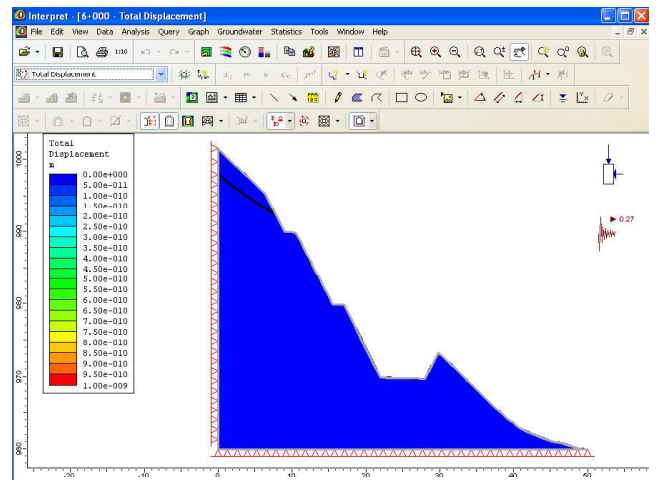 Interpret - [6+000 - Total Displacement]
File Edit View Data Analysis Query Graph Groundwater Statistics Tools Window Help
1:10
Total Displacement
Total
Displacement
m
0.00e+000
5.00e-011
1.00e-010
1.50e-010
2.00e-010
2.50e-010
3.00e-010
3.50e-010
4.00e-010
4.50e-010
5.00e-010
5.50e-010
6.00e-010
6.50e-010
7.00e-010
7.50e-010
8.00e-010
8.50e-010
9.00e-010
9.50e-010
1.00e-009
0.27
1000
990
980
970
960
-20 -10 0 10 20 30 40 50